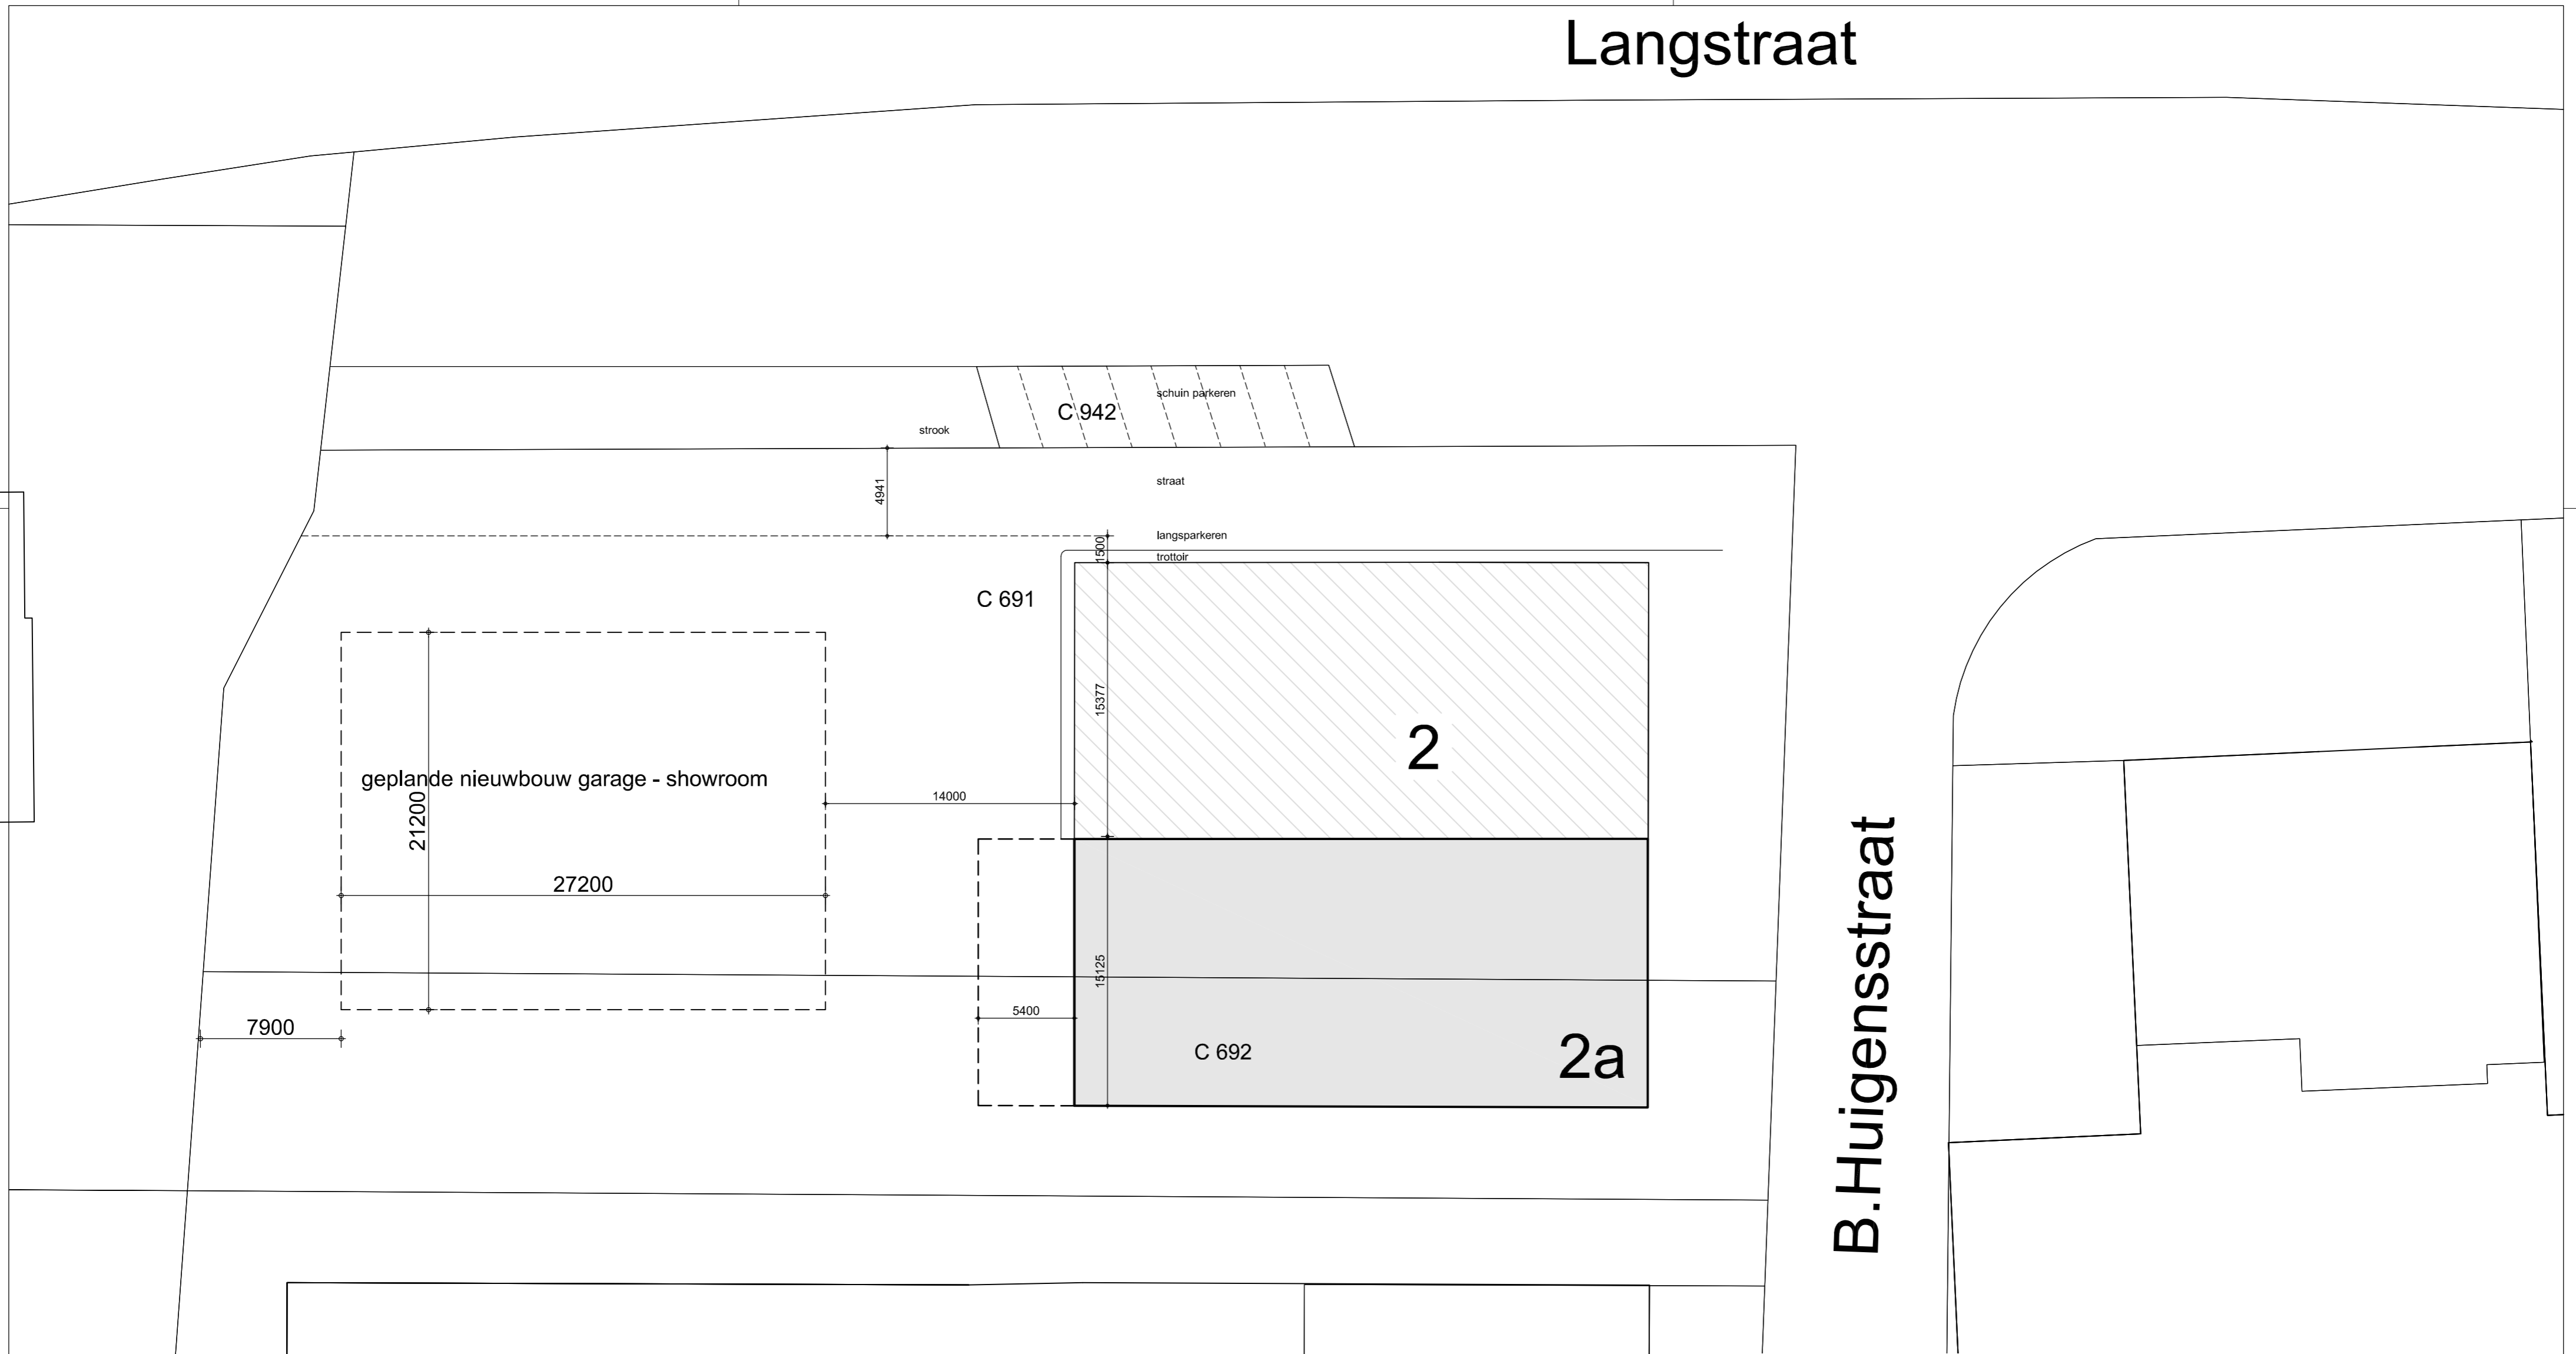 Langstraat
schuin parkeren
C 942
strook
straat
4941
langsparkeren
1500
trottoir
C 691
15377
2
geplande nieuwbouw garage - showroom
21200
14000
27200
15125
5400
7900
C 692
2a
B.Huigensstraat